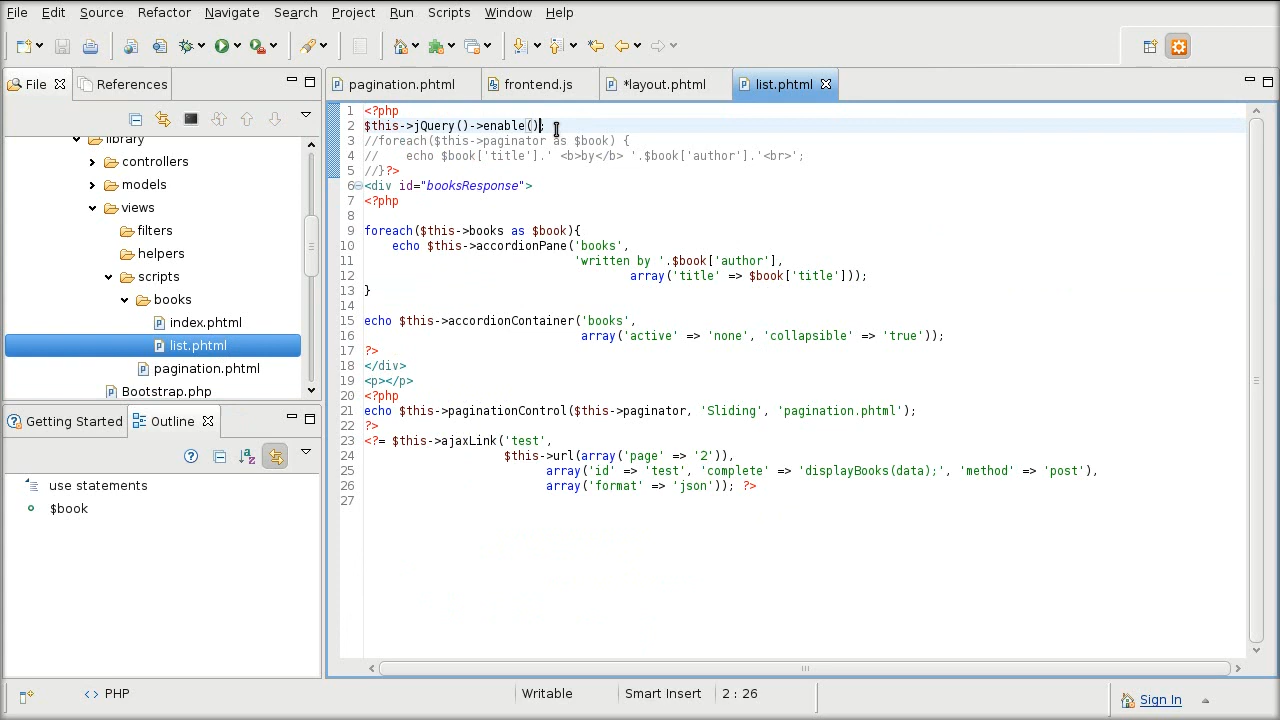 File Edit Source Refactor Navigate Search Project Run Scripts Window Help
File References
pagination.phtml frontend.js *layout.phtml list.phtml
library
controllers
models
views
filters
helpers
scripts
books
index.phtml
list.phtml
pagination.phtml
Bootstrap.php
Getting Started Outline
use statements
$book
1 <?php
2 $this->jQuery()->enable();
3 //foreach($this->paginator as $book) {
4 //    echo $book['title'].' <b>by</b> '.$book['author'].'<br>';
5 //}?>
6 <div id="booksResponse">
7 <?php
8
9 foreach($this->books as $book){
10     echo $this->accordionPane('books',
11                               'written by '.$book['author'],
12                                       array('title' => $book['title']));
13 }
14
15 echo $this->accordionContainer('books',
16                                array('active' => 'none', 'collapsible' => 'true'));
17 ?>
18 </div>
19 <p></p>
20 <?php
21 echo $this->paginationControl($this->paginator, 'Sliding', 'pagination.phtml');
22 ?>
23 <?= $this->ajaxLink('test',
24                     $this->url(array('page' => '2')),
25                           array('id' => 'test', 'complete' => 'displayBooks(data);', 'method' => 'post'),
26                           array('format' => 'json')); ?>
27
PHP Writable Smart Insert 2 : 26 Sign In